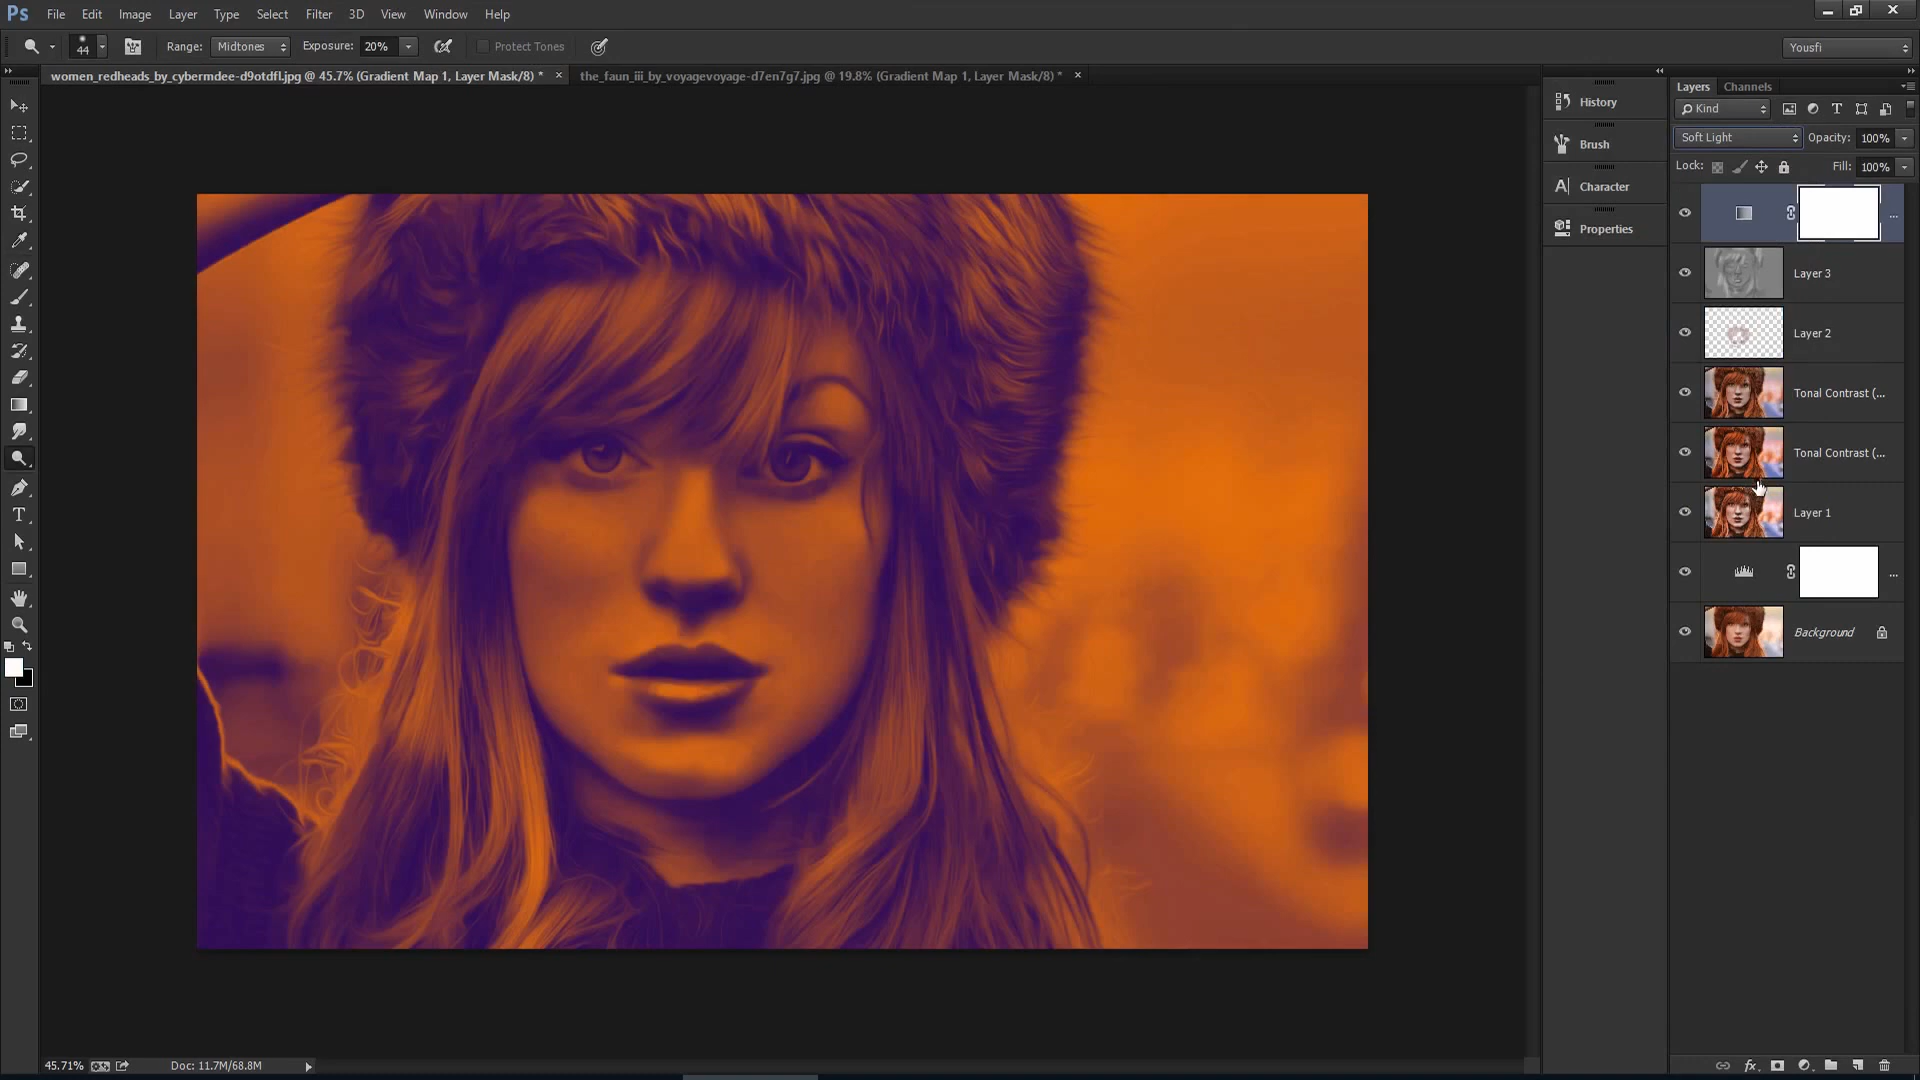 Ps File Edit Image Layer Type Select Filter 3D View Window Help
44 Range: Midtones Exposure: 20% Protect Tones Yousfi
women_redheads_by_cybermdee-d9otdfl.jpg @ 45.7% (Gradient Map 1, Layer Mask/8) * × the_faun_iii_by_voyagevoyage-d7en7g7.jpg @ 19.8% (Gradient Map 1, Layer Mask/8) * ×
History
Brush
Character
Properties
Layers Channels
Kind
Soft Light Opacity: 100%
Lock: Fill: 100%
...
Layer 3
Layer 2
Tonal Contrast (...
Tonal Contrast (...
Layer 1
...
Background
45.71% Doc: 11.7M/68.8M